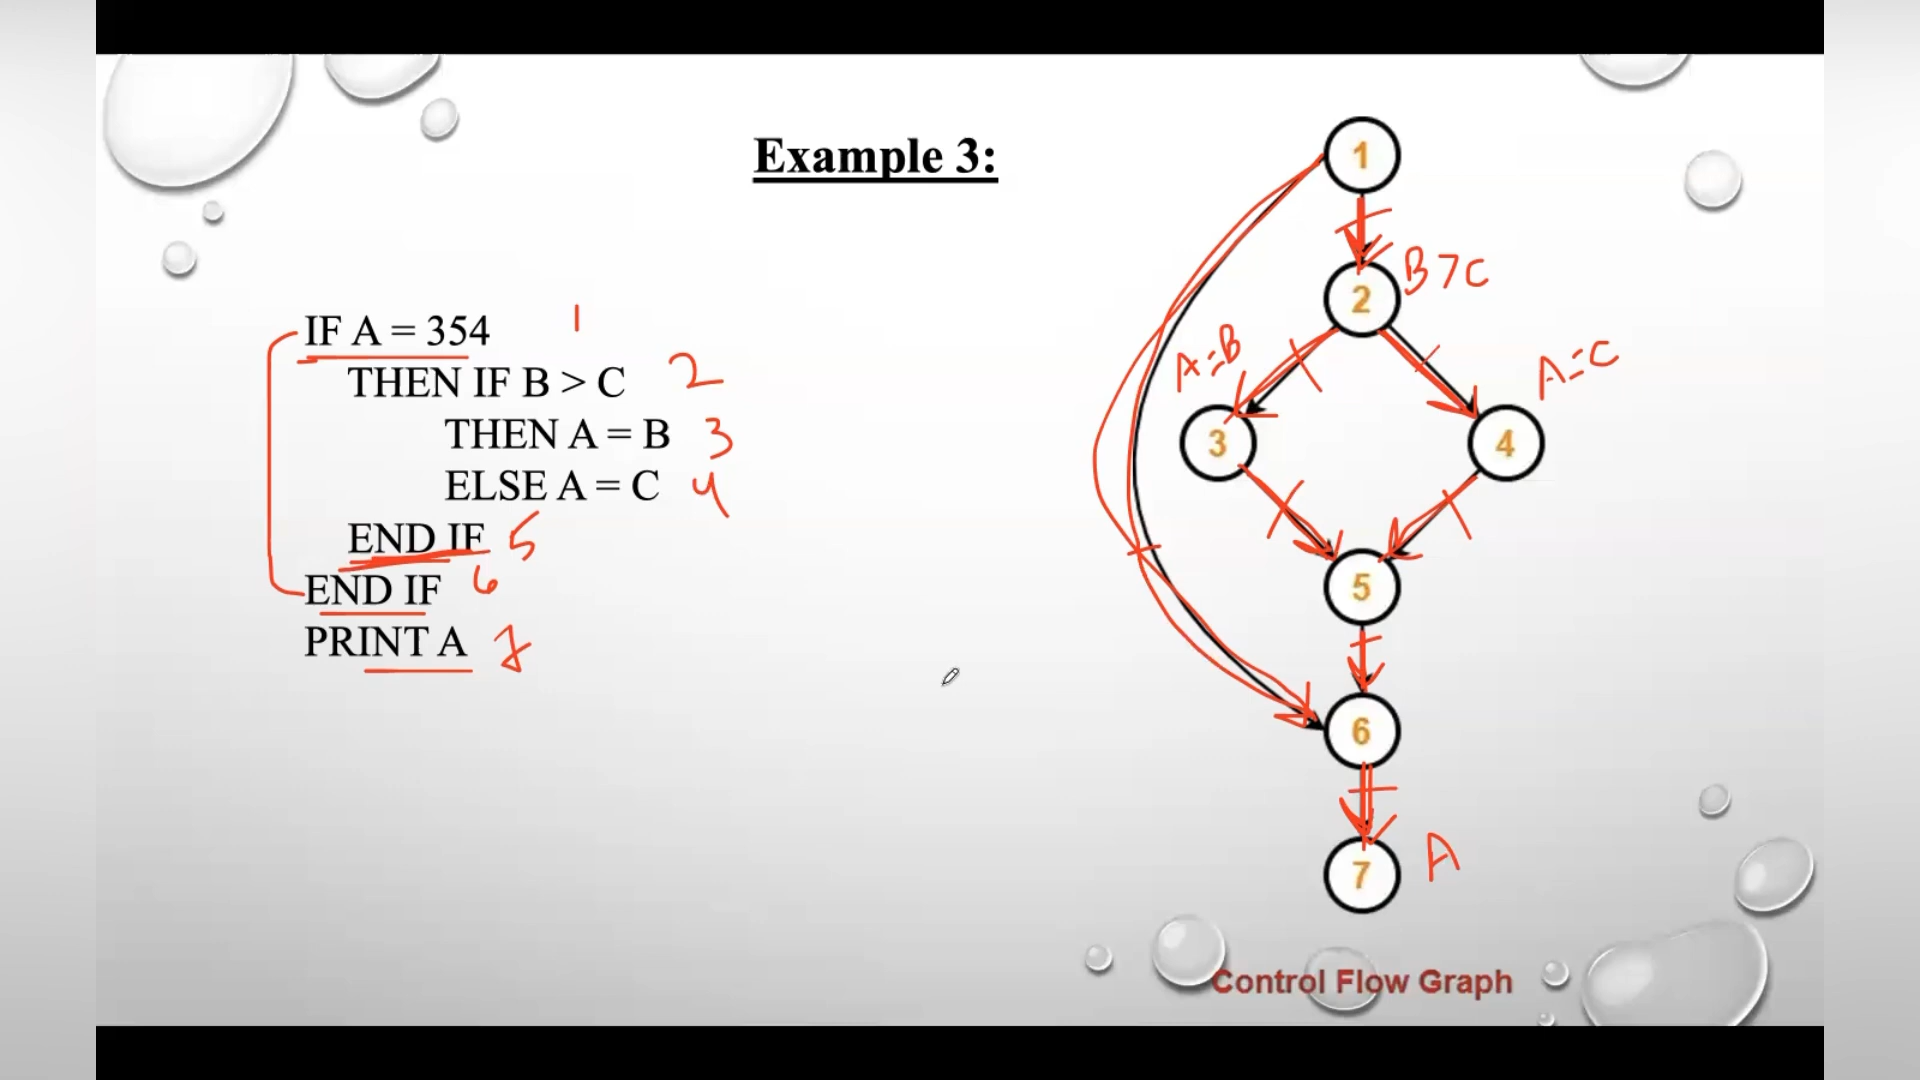 Example 3:
IF A = 354 1
THEN IF B > C 2
THEN A = B 3
ELSE A = C 4
END IF 5
END IF 6
PRINT A 7
1
2 B>C
A=B
A=C
3
4
5
6
7 A
Control Flow Graph